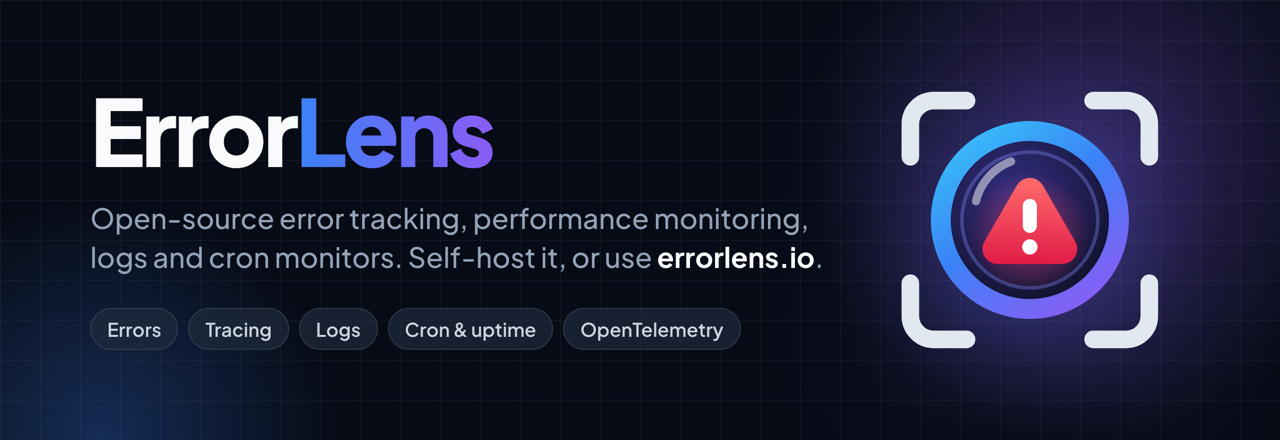 ErrorLens
Open-source error tracking, performance monitoring,
logs and cron monitors. Self-host it, or use errorlens.io.
Errors
Tracing
Logs
Cron & uptime
OpenTelemetry